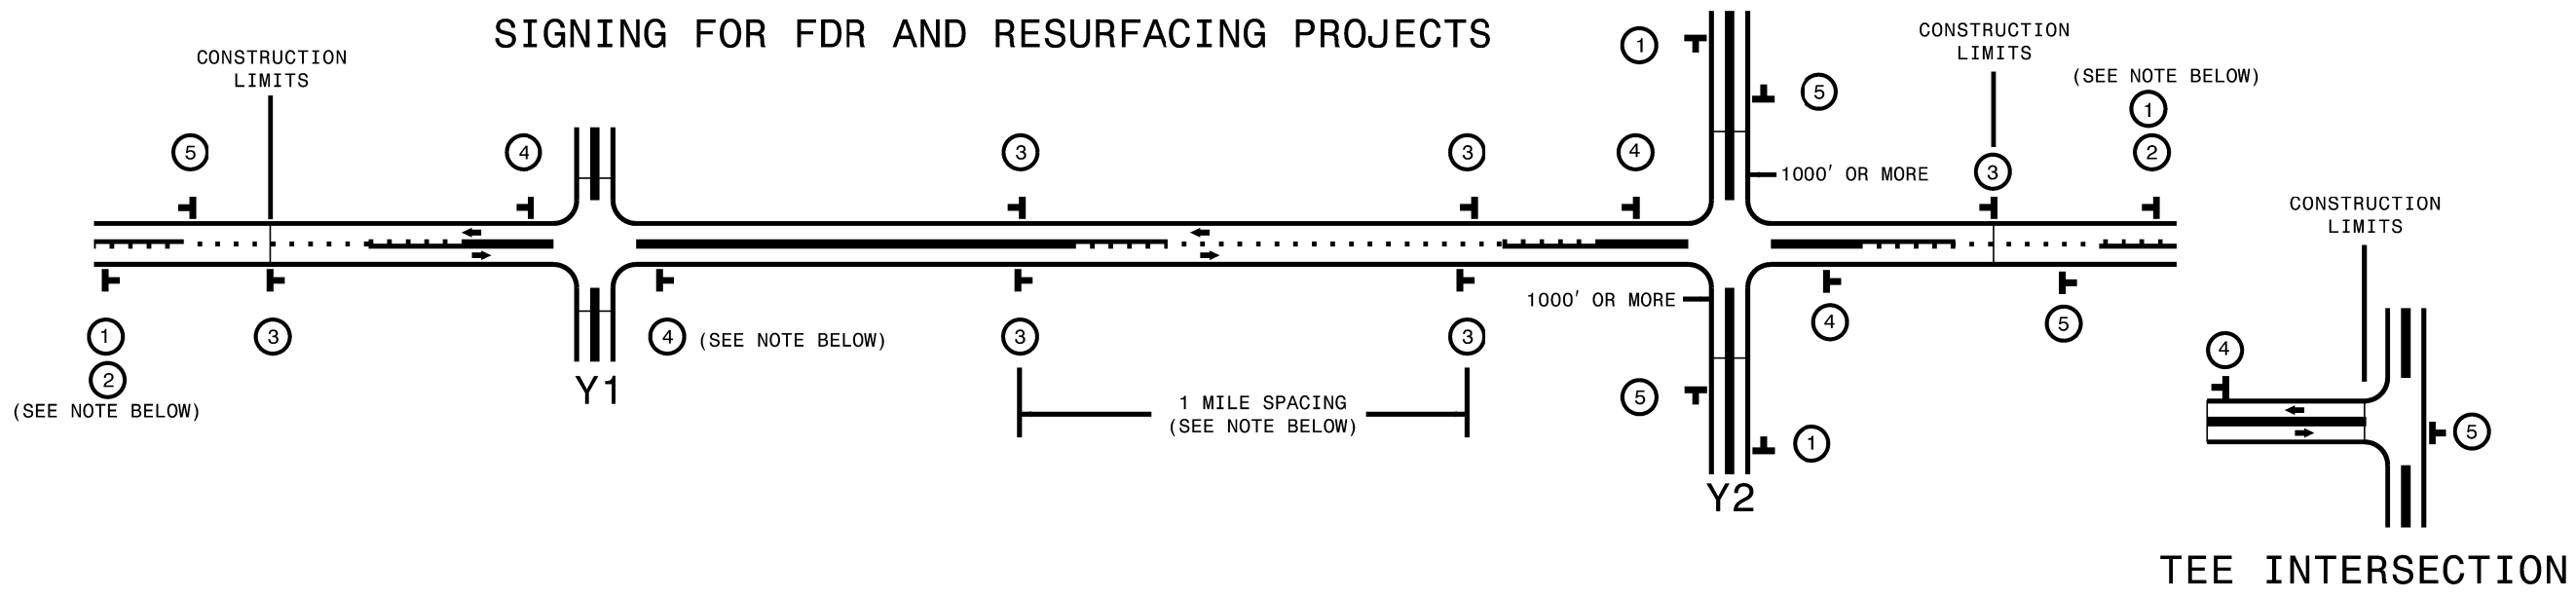 SIGNING FOR FDR AND RESURFACING PROJECTS
CONSTRUCTION
LIMITS
5
4
3
3
4
1
5
1000' OR MORE
CONSTRUCTION
LIMITS
3
(SEE NOTE BELOW)
1
2
1
2
(SEE NOTE BELOW)
3
Y1
4 (SEE NOTE BELOW)
3
3
1 MILE SPACING
(SEE NOTE BELOW)
1000' OR MORE
5
1
Y2
4
5
CONSTRUCTION
LIMITS
4
5
TEE INTERSECTION